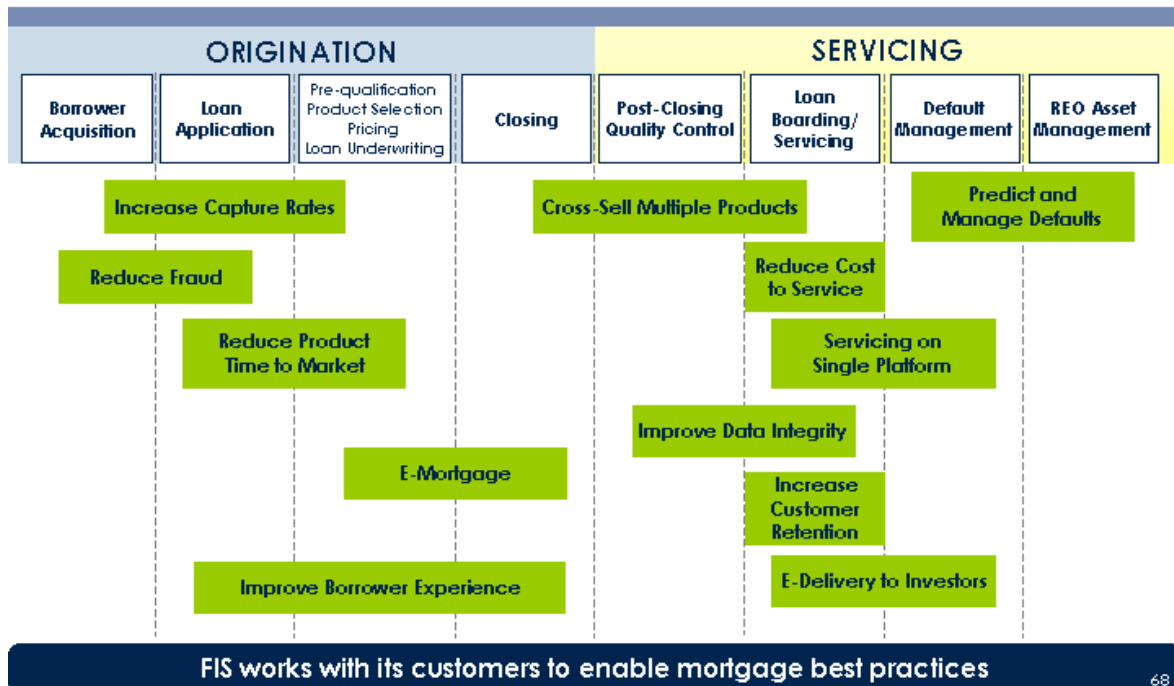 ORIGINATION
SERVICING
Borrower
Acquisition
Loan
Application
Pre-qualification
Product Selection
Pricing
Loan Underwriting
Closing
Post-Closing
Quality Control
Loan
Boarding/
Servicing
Default
Management
REO Asset
Management
Increase Capture Rates
Cross-Sell Multiple Products
Predict and
Manage Defaults
Reduce Fraud
Reduce Cost
to Service
Reduce Product
Time to Market
Servicing on
Single Platform
Improve Data Integrity
E-Mortgage
Increase
Customer
Retention
Improve Borrower Experience
E-Delivery to Investors
FIS works with its customers to enable mortgage best practices
68